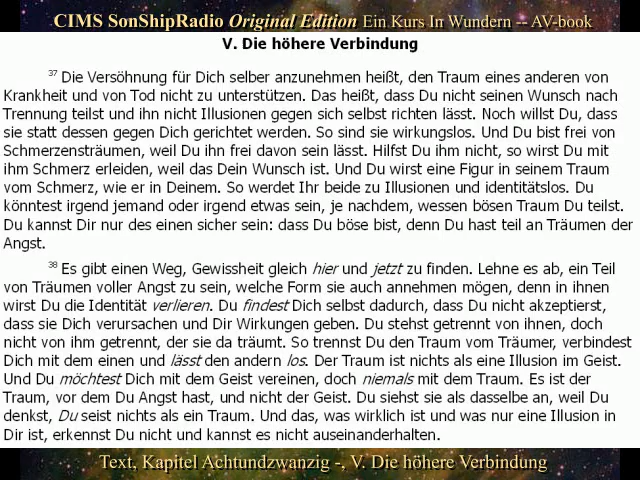 CIMS SonShipRadio Original Edition Ein Kurs In Wundern -- AV-book
V. Die höhere Verbindung
37 Die Versöhnung für Dich selber anzunehmen heißt, den Traum eines anderen von
Krankheit und von Tod nicht zu unterstützen. Das heißt, dass Du nicht seinen Wunsch nach
Trennung teilst und ihn nicht Illusionen gegen sich selbst richten lässt. Noch willst Du, dass
sie statt dessen gegen Dich gerichtet werden. So sind sie wirkungslos. Und Du bist frei von
Schmerzensträumen, weil Du ihn frei davon sein lässt. Hilfst Du ihm nicht, so wirst Du mit
ihm Schmerz erleiden, weil das Dein Wunsch ist. Und Du wirst eine Figur in seinem Traum
vom Schmerz, wie er in Deinem. So werdet Ihr beide zu Illusionen und identitätslos. Du
könntest irgend jemand oder irgend etwas sein, je nachdem, wessen bösen Traum Du teilst.
Du kannst Dir nur des einen sicher sein: dass Du böse bist, denn Du hast teil an Träumen der
Angst.
38 Es gibt einen Weg, Gewissheit gleich hier und jetzt zu finden. Lehne es ab, ein Teil
von Träumen voller Angst zu sein, welche Form sie auch annehmen mögen, denn in ihnen
wirst Du die Identität verlieren. Du findest Dich selbst dadurch, dass Du nicht akzeptierst,
dass sie Dich verursachen und Dir Wirkungen geben. Du stehst getrennt von ihnen, doch
nicht von ihm getrennt, der sie da träumt. So trennst Du den Traum vom Träumer, verbindest
Dich mit dem einen und lässt den andern los. Der Traum ist nichts als eine Illusion im Geist.
Und Du möchtest Dich mit dem Geist vereinen, doch niemals mit dem Traum. Es ist der
Traum, vor dem Du Angst hast, und nicht der Geist. Du siehst sie als dasselbe an, weil Du
denkst, Du seist nichts als ein Traum. Und das, was wirklich ist und was nur eine Illusion in
Dir ist, erkennst Du nicht und kannst es nicht auseinanderhalten.
Text, Kapitel Achtundzwanzig -, V. Die höhere Verbindung